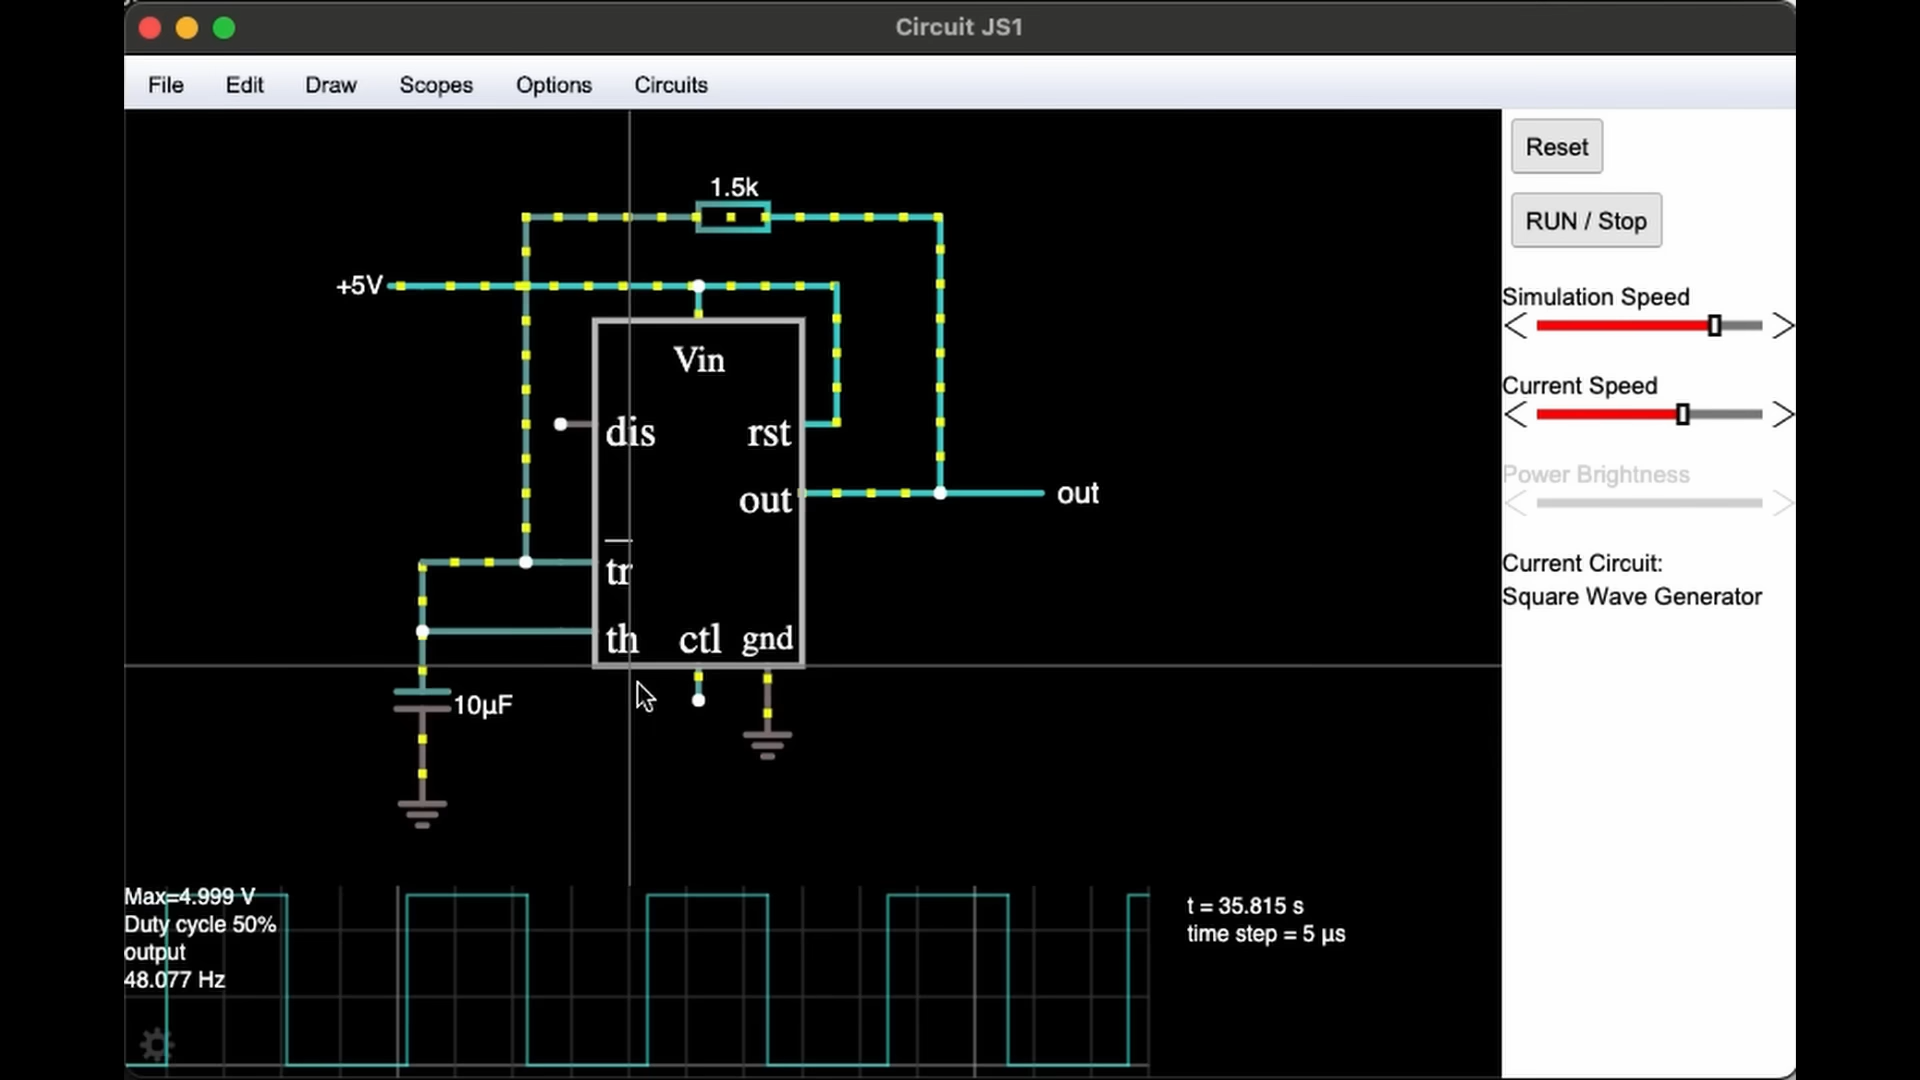 Circuit JS1
File Edit Draw Scopes Options Circuits
Reset
RUN / Stop
Simulation Speed
Current Speed
Power Brightness
Current Circuit:
Square Wave Generator
1.5k
+5V
Vin
dis rst
out out
tr
th ctl gnd
10µF
Max=4.999 V
Duty cycle 50%
output
48.077 Hz
t = 35.815 s
time step = 5 µs